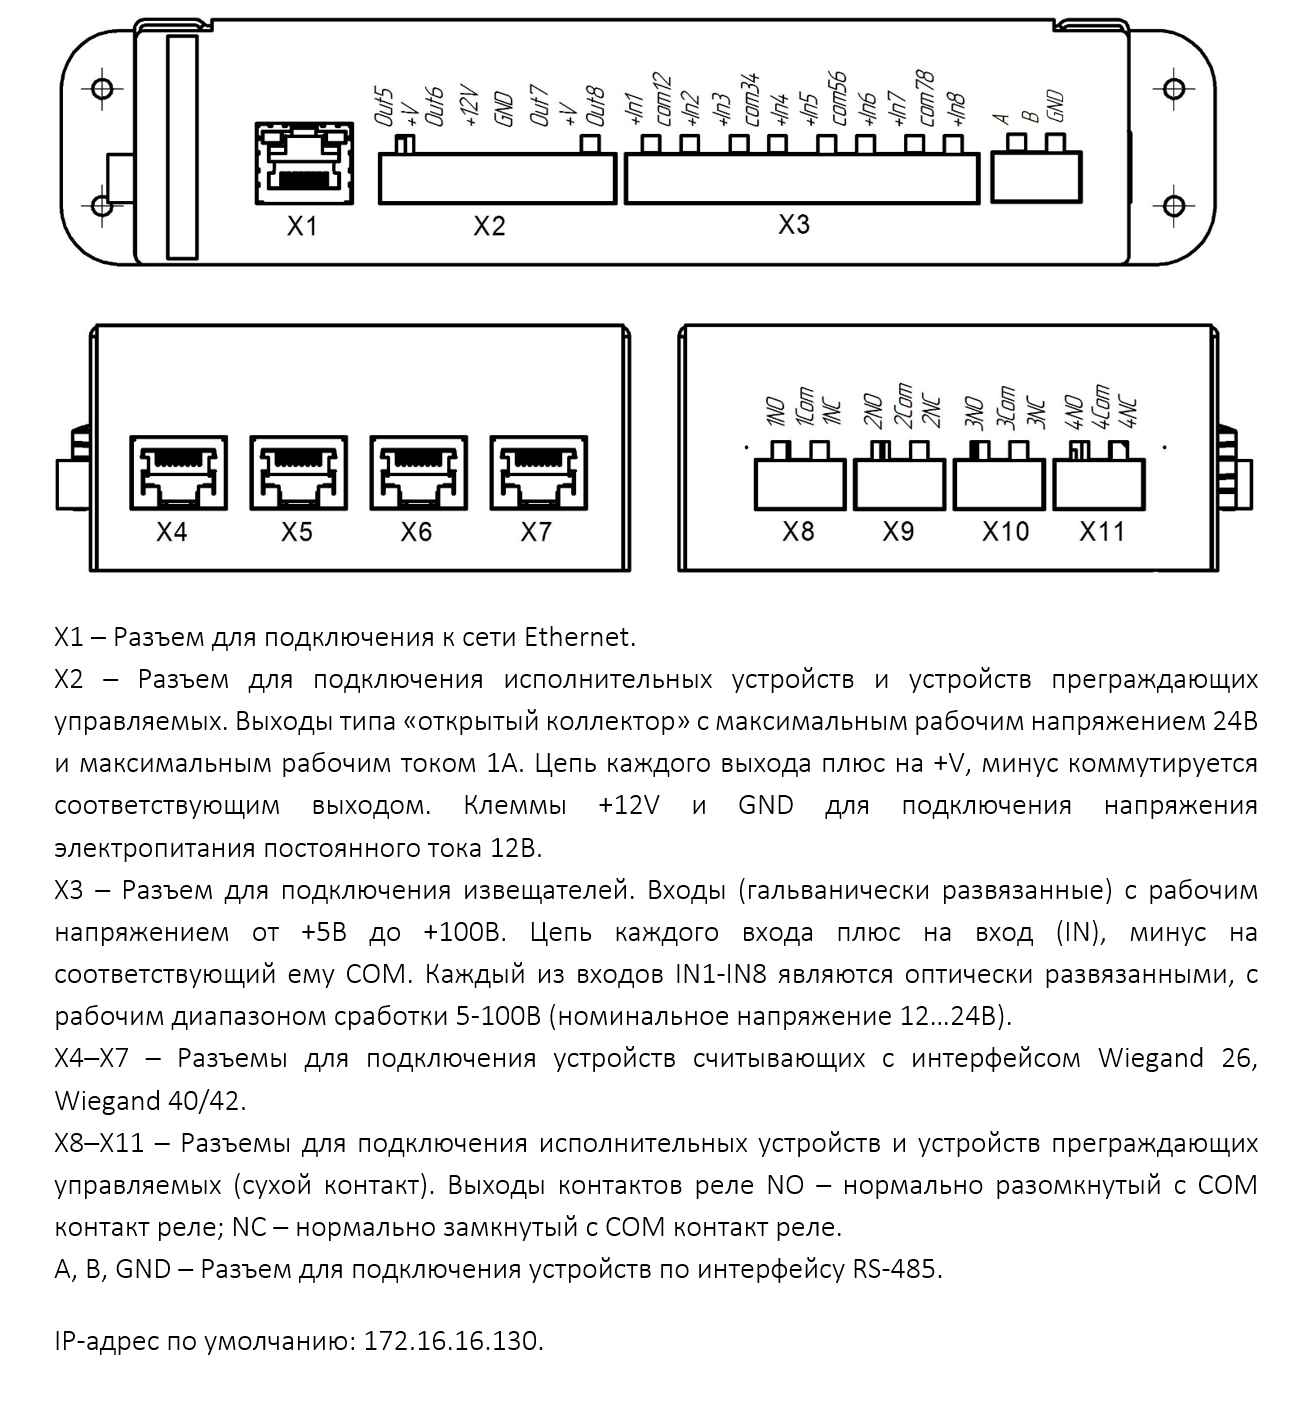 Out5
+V
Out6
+12V
GND
Out7
+V
Out8
+In1
com12
+In2
+In3
com34
+In4
+In5
com56
+In6
+In7
com78
+In8
A
B
GND
X1
X2
X3
1NO
1Com
1NC
2NO
2Com
2NC
3NO
3Com
3NC
4NO
4Com
4NC
X4 X5 X6 X7
X8 X9 X10 X11
X1 – Разъем для подключения к сети Ethernet.
X2 – Разъем для подключения исполнительных устройств и устройств преграждающих
управляемых. Выходы типа «открытый коллектор» с максимальным рабочим напряжением 24В
и максимальным рабочим током 1А. Цепь каждого выхода плюс на +V, минус коммутируется
соответствующим выходом. Клеммы +12V и GND для подключения напряжения
электропитания постоянного тока 12В.
X3 – Разъем для подключения извещателей. Входы (гальванически развязанные) с рабочим
напряжением от +5В до +100В. Цепь каждого входа плюс на вход (IN), минус на
соответствующий ему COM. Каждый из входов IN1-IN8 являются оптически развязанными, с
рабочим диапазоном сработки 5-100В (номинальное напряжение 12…24В).
X4–X7 – Разъемы для подключения устройств считывающих с интерфейсом Wiegand 26,
Wiegand 40/42.
X8–X11 – Разъемы для подключения исполнительных устройств и устройств преграждающих
управляемых (сухой контакт). Выходы контактов реле NO – нормально разомкнутый с COM
контакт реле; NC – нормально замкнутый с COM контакт реле.
A, B, GND – Разъем для подключения устройств по интерфейсу RS-485.
IP-адрес по умолчанию: 172.16.16.130.